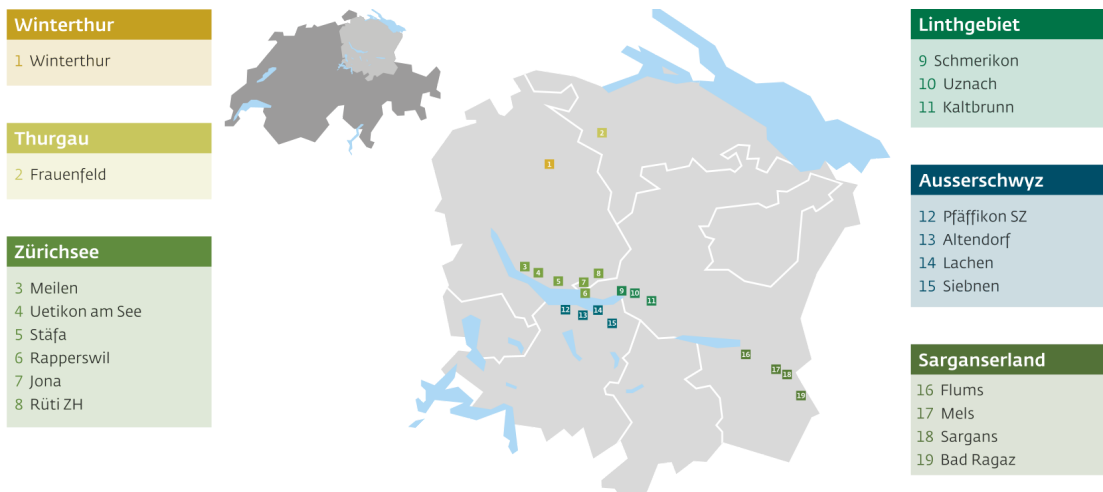 Winterthur
1 Winterthur
Thurgau
2 Frauenfeld
Zürichsee
3 Meilen
4 Uetikon am See
5 Stäfa
6 Rapperswil
7 Jona
8 Rüti ZH
1
2
3
4
5
6
7
8
9
10
11
12
13
14
15
16
17
18
19
Linthgebiet
9 Schmerikon
10 Uznach
11 Kaltbrunn
Ausserschwyz
12 Pfäffikon SZ
13 Altendorf
14 Lachen
15 Siebnen
Sarganserland
16 Flums
17 Mels
18 Sargans
19 Bad Ragaz